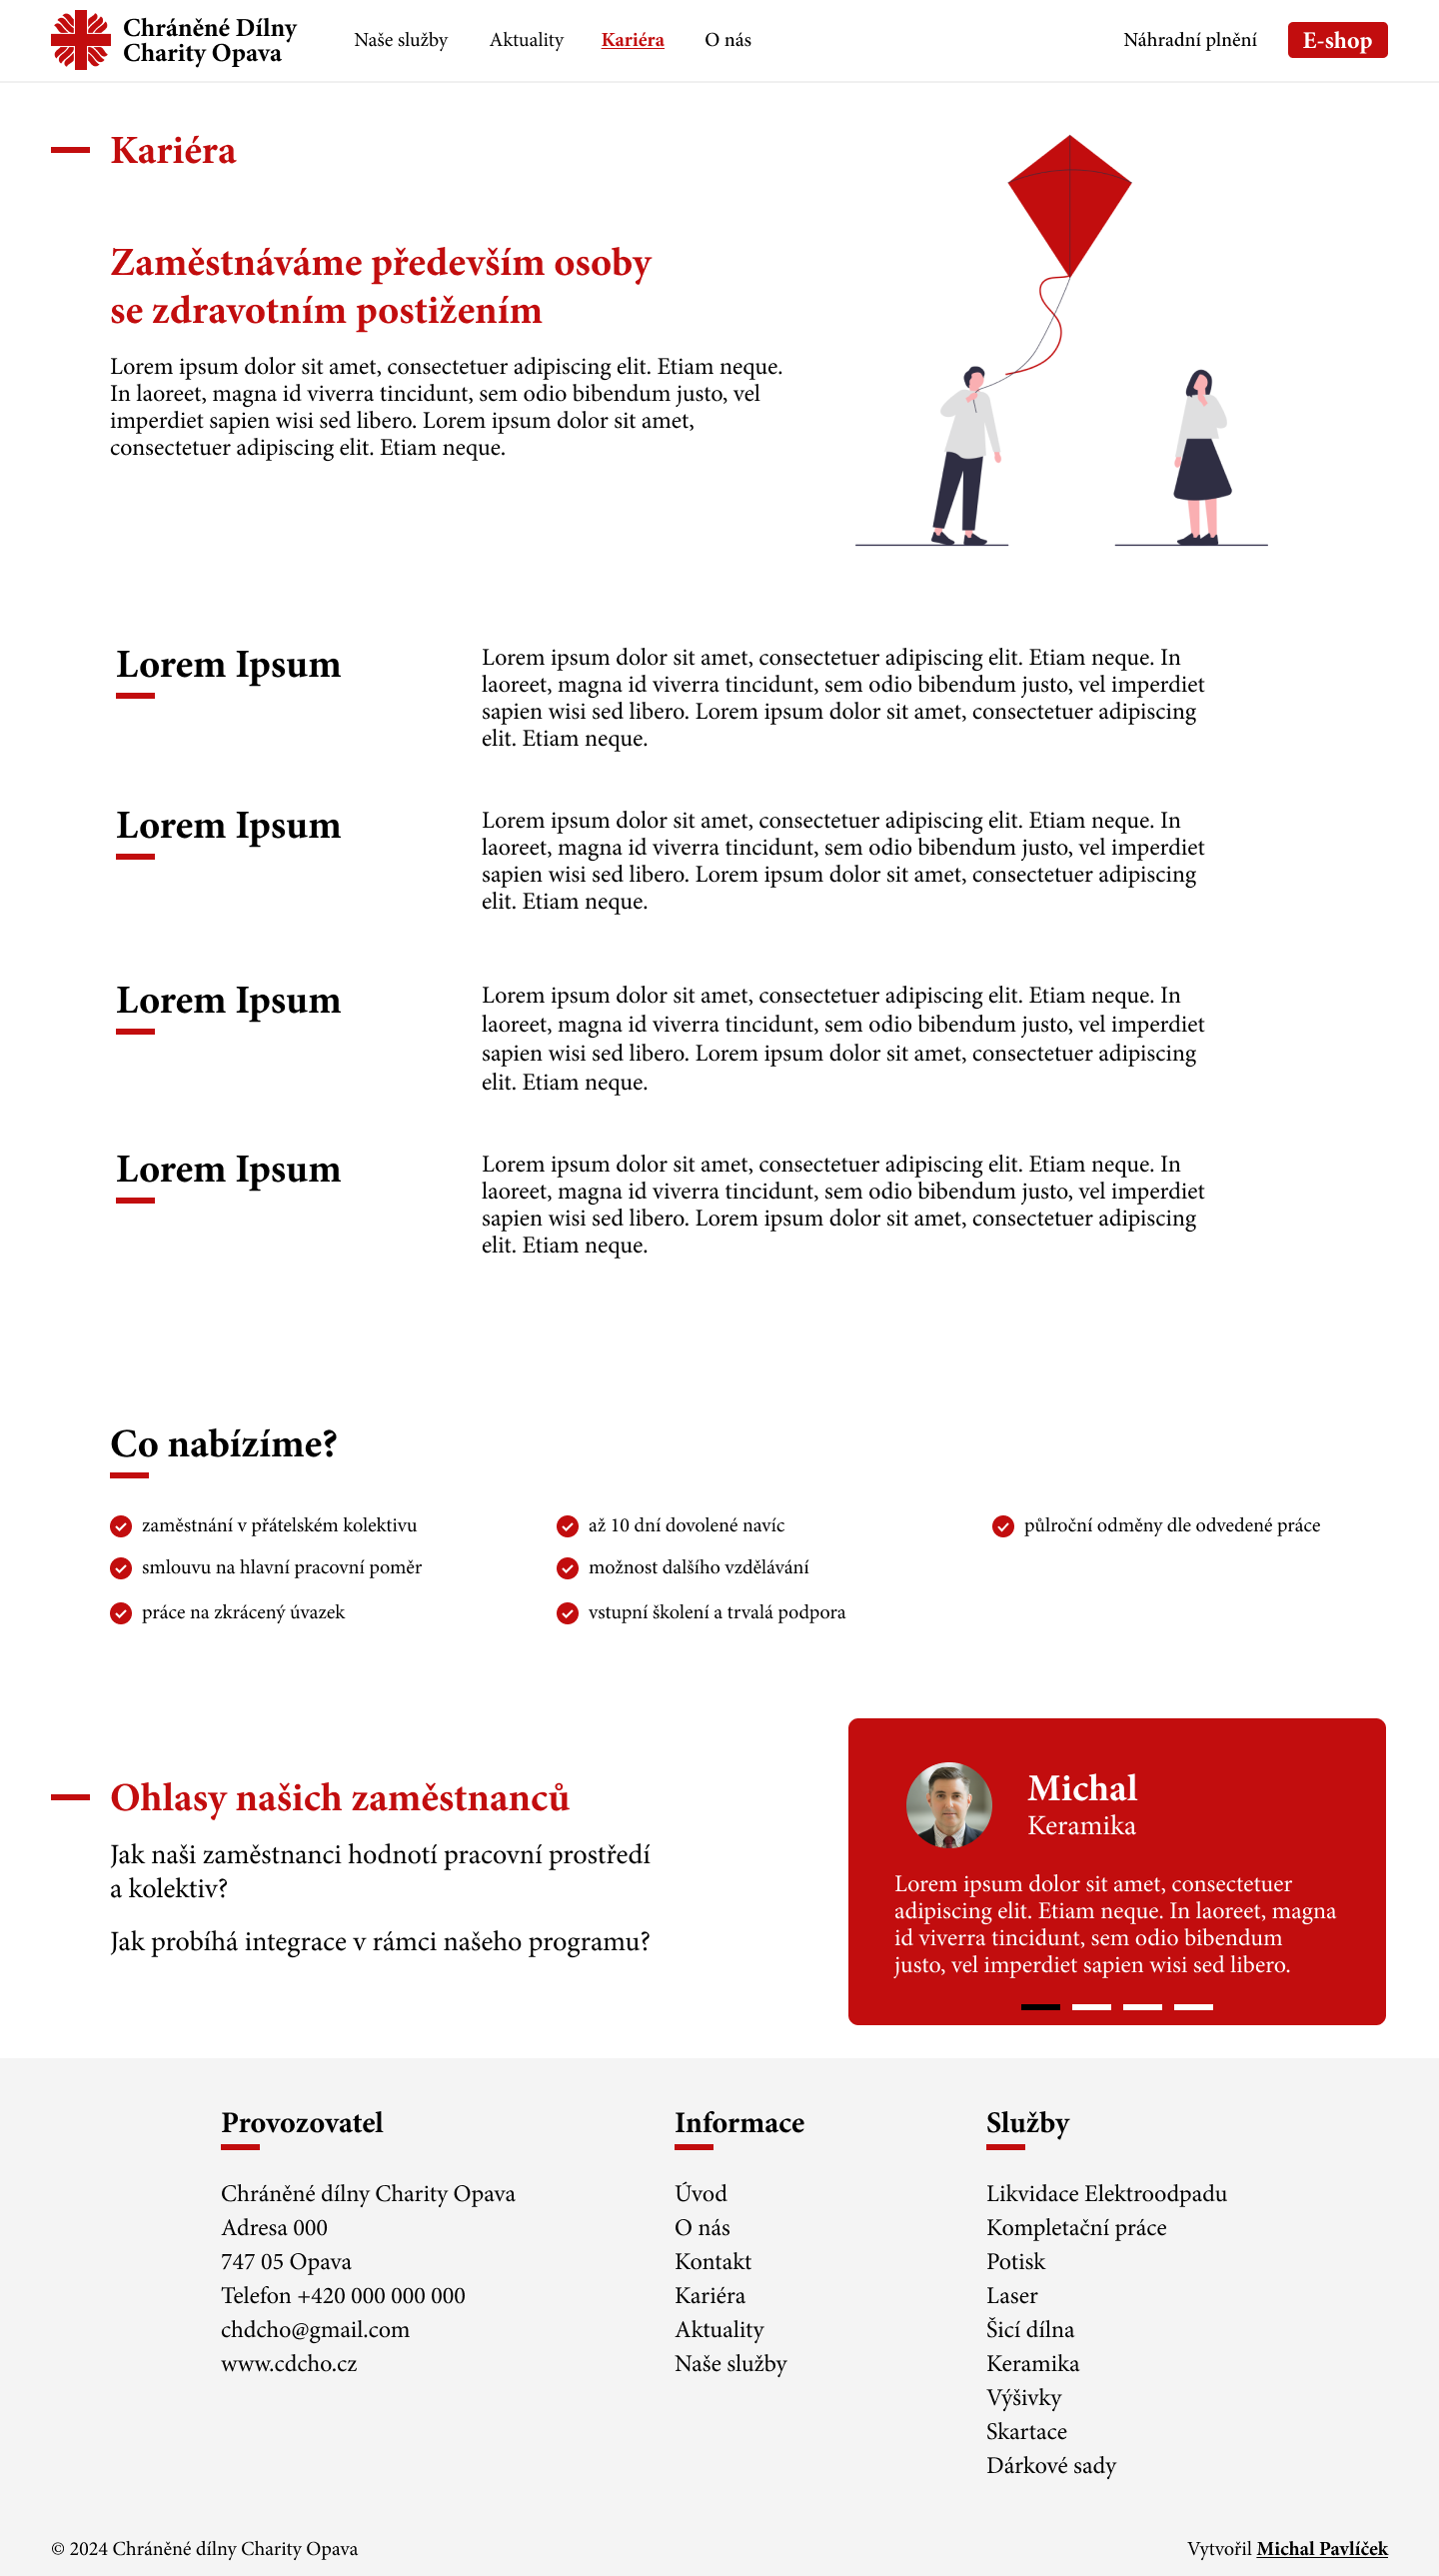 Chráněné Dílny
Charity Opava
Naše služby
Aktuality
Kariéra
O nás
Náhradní plnění
E-shop
Kariéra
Zaměstnáváme především osoby
se zdravotním postižením
Lorem ipsum dolor sit amet, consectetuer adipiscing elit. Etiam neque.
In laoreet, magna id viverra tincidunt, sem odio bibendum justo, vel
imperdiet sapien wisi sed libero. Lorem ipsum dolor sit amet,
consectetuer adipiscing elit. Etiam neque.
Lorem Ipsum
Lorem ipsum dolor sit amet, consectetuer adipiscing elit. Etiam neque. In
laoreet, magna id viverra tincidunt, sem odio bibendum justo, vel imperdiet
sapien wisi sed libero. Lorem ipsum dolor sit amet, consectetuer adipiscing
elit. Etiam neque.
Lorem Ipsum
Lorem ipsum dolor sit amet, consectetuer adipiscing elit. Etiam neque. In
laoreet, magna id viverra tincidunt, sem odio bibendum justo, vel imperdiet
sapien wisi sed libero. Lorem ipsum dolor sit amet, consectetuer adipiscing
elit. Etiam neque.
Lorem Ipsum
Lorem ipsum dolor sit amet, consectetuer adipiscing elit. Etiam neque. In
laoreet, magna id viverra tincidunt, sem odio bibendum justo, vel imperdiet
sapien wisi sed libero. Lorem ipsum dolor sit amet, consectetuer adipiscing
elit. Etiam neque.
Lorem Ipsum
Lorem ipsum dolor sit amet, consectetuer adipiscing elit. Etiam neque. In
laoreet, magna id viverra tincidunt, sem odio bibendum justo, vel imperdiet
sapien wisi sed libero. Lorem ipsum dolor sit amet, consectetuer adipiscing
elit. Etiam neque.
Co nabízíme?
zaměstnání v přátelském kolektivu
smlouvu na hlavní pracovní poměr
práce na zkrácený úvazek
až 10 dní dovolené navíc
možnost dalšího vzdělávání
vstupní školení a trvalá podpora
půlroční odměny dle odvedené práce
Ohlasy našich zaměstnanců
Jak naši zaměstnanci hodnotí pracovní prostředí
a kolektiv?
Jak probíhá integrace v rámci našeho programu?
Michal
Keramika
Lorem ipsum dolor sit amet, consectetuer
adipiscing elit. Etiam neque. In laoreet, magna
id viverra tincidunt, sem odio bibendum
justo, vel imperdiet sapien wisi sed libero.
Provozovatel
Chráněné dílny Charity Opava
Adresa 000
747 05 Opava
Telefon +420 000 000 000
chdcho@gmail.com
www.cdcho.cz
Informace
Úvod
O nás
Kontakt
Kariéra
Aktuality
Naše služby
Služby
Likvidace Elektroodpadu
Kompletační práce
Potisk
Laser
Šicí dílna
Keramika
Výšivky
Skartace
Dárkové sady
© 2024 Chráněné dílny Charity Opava
Vytvořil Michal Pavlíček